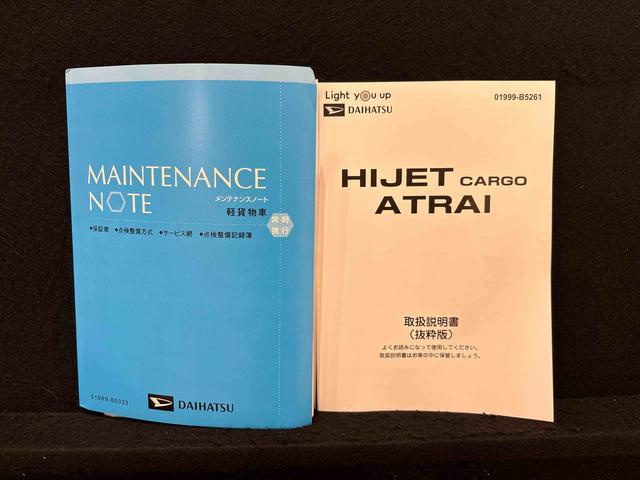 MAINTENANCE
NOTE
メンテナンスノート
軽貨物車
常時
携行
●保証書 ●点検整備方式 ●サービス網 ●点検整備記録簿
01989-B5033
DAIHATSU
Light you up
DAIHATSU
01999-B5261
HIJET CARGO
ATRAI
取扱説明書
（抜粋版）
よくお読みになって使用してください。
取扱説明書はお車の中に保管しましょう。